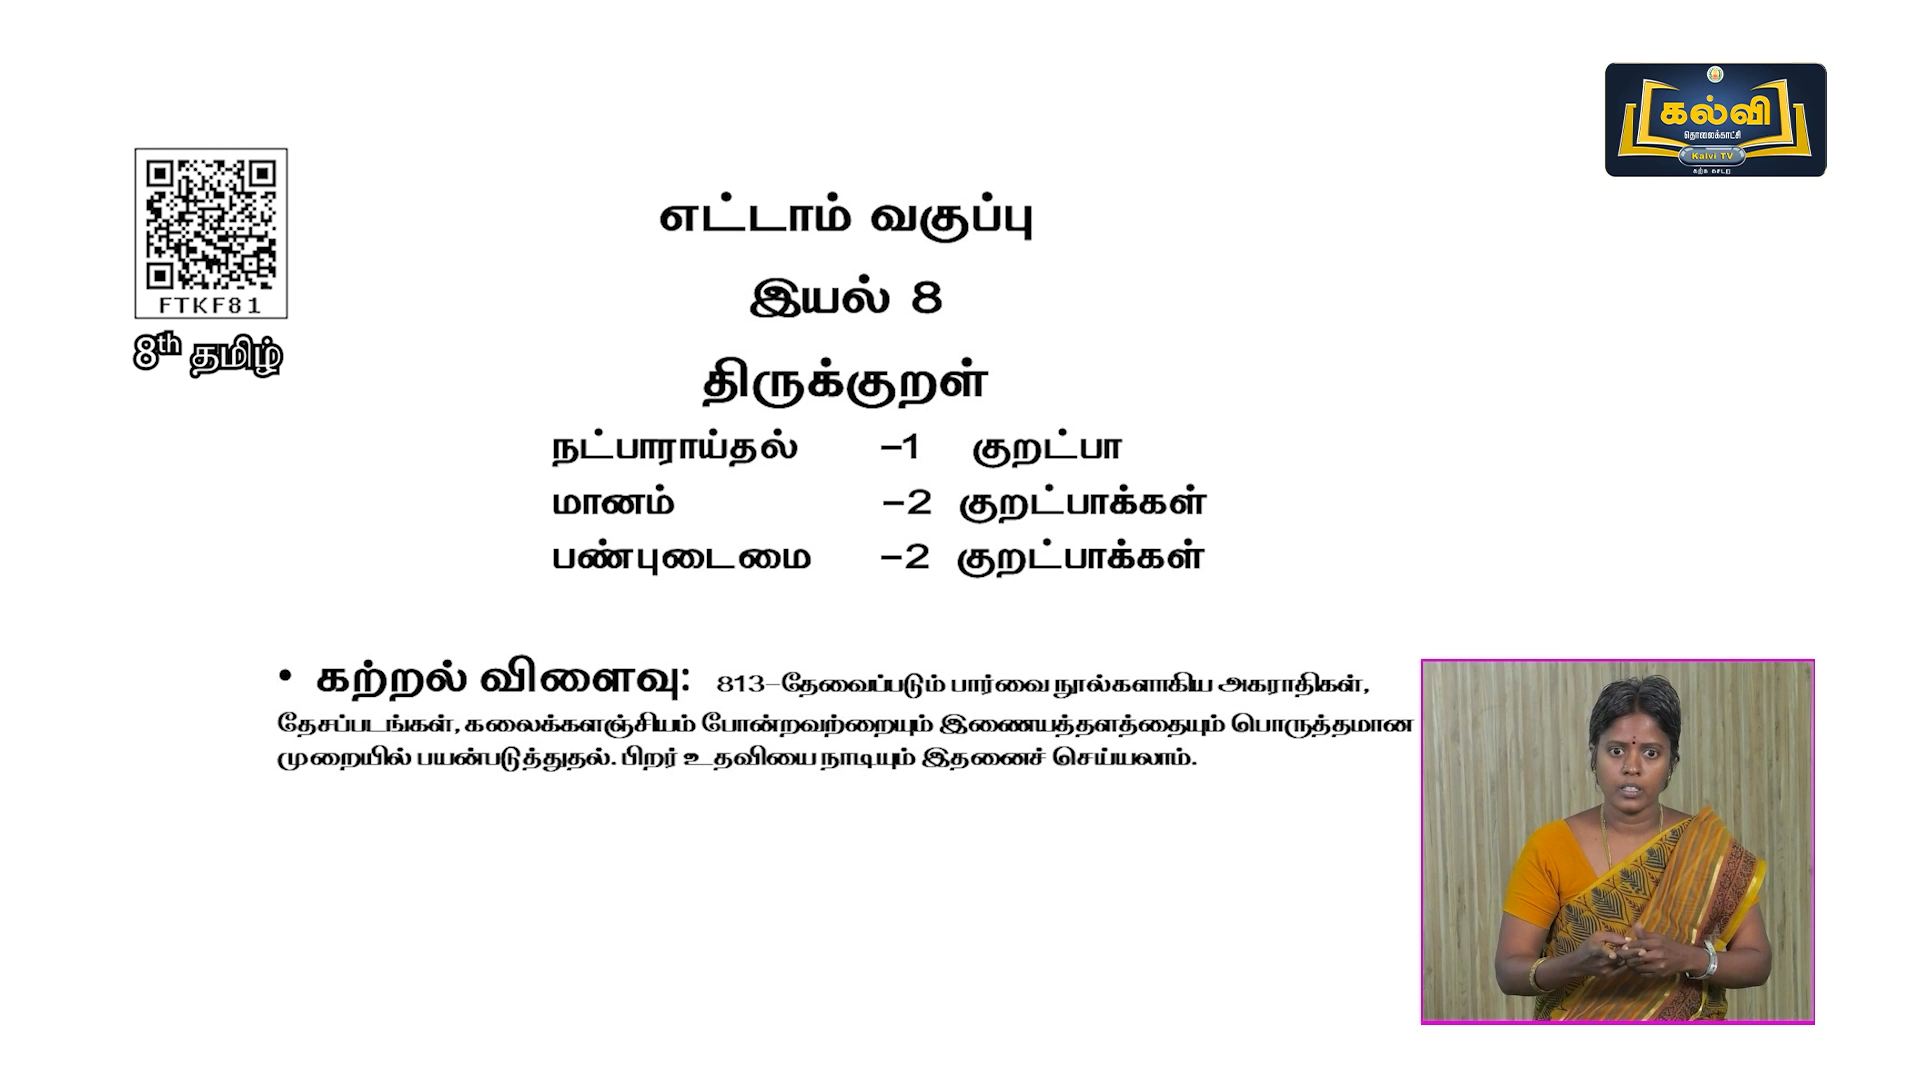 கல்வி
தொலைக்காட்சி
Kalvi TV
கற்க கசடற
FTKF81
8th தமிழ்
எட்டாம் வகுப்பு
இயல் 8
திருக்குறள்
நட்பாராய்தல் -1 குறட்பா
மானம் -2 குறட்பாக்கள்
பண்புடைமை -2 குறட்பாக்கள்
• கற்றல் விளைவு: 813-தேவைப்படும் பார்வை நூல்களாகிய அகராதிகள்,
தேசப்படங்கள், கலைக்களஞ்சியம் போன்றவற்றையும் இணையத்தளத்தையும் பொருத்தமான
முறையில் பயன்படுத்துதல். பிறர் உதவியை நாடியும் இதனைச் செய்யலாம்.